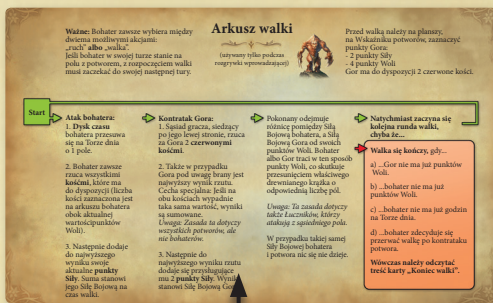 Arkusz walki
(używany tylko podczas
rozgrywki wprowadzającej)
Ważne: Bohater zawsze wybiera między
dwiema możliwymi akcjami:
„ruch” albo „walka”.
Jeśli bohater w swojej turze stanie na
polu z potworem, z rozpoczęciem walki
musi zaczekać do swojej następnej tury.
Przed walką należy na planszy,
na Wskaźniku potworów, zaznaczyć
punkty Gora:
- 2 punkty Siły
- 4 punkty Woli
Gor ma do dyspozycji 2 czerwone kości.
Start
Atak bohatera:
1. Dysk czasu
bohatera przesuwa
się na Torze dnia
o 1 pole.
2. Bohater zawsze
rzuca wszystkimi
kośćmi, które ma
do dyspozycji (liczba
kości zaznaczona jest
na arkuszu bohatera
obok aktualnej
wartościpunktów
Woli).
3. Następnie dodaje
do najwyższego
wyniku swoje
aktualne punkty
Siły. Suma stanowi
jego Siłę Bojową na
czas walki.
Kontratak Gora:
1. Sąsiad gracza, siedzący
po jego lewej stronie, rzuca
za Gora 2 czerwonymi
kośćmi.
2. Także w przypadku
Gora pod uwagę brany jest
najwyższy wynik rzutu.
Cecha specjalna: Jeśli na
obu kościach wypadnie
taka sama wartość, wyniki
są sumowane.
Uwaga: Zasada ta dotyczy
wszystkich potworów, ale
nie bohaterów.
3. Następnie do
najwyższego wyniku rzutu
dodaje się przysługujące
mu 2 punkty Siły. Wynik
stanowi Siłę Bojową Gora.
Pokonany odejmuje
różnicę pomiędzy Siłą
Bojową bohatera, a Siłą
Bojową Gora od swoich
punktów Woli. Bohater
albo Gor traci w ten sposób
punkty Woli, co skutkuje
przesunięciem właściwego
drewnianego krążka o
odpowiednią liczbę pól.
Uwaga: Ta zasada dotyczy
także Łuczników, którzy
atakują z sąsiedniego pola.
W przypadku takiej samej
Siły Bojowej bohatera
i potwora nic się nie dzieje.
Natychmiast zaczyna się
kolejna runda walki,
chyba że...
Walka się kończy, gdy...
a) ...Gor nie ma już punktów
Woli.
b) ...bohater nie ma już
punktów Woli.
c) ...bohater nie ma już godzin
na Torze dnia.
d) ...bohater zdecyduje się
przerwać walkę po kontrataku
potwora.
Wówczas należy odczytać
treść karty „Koniec walki”.